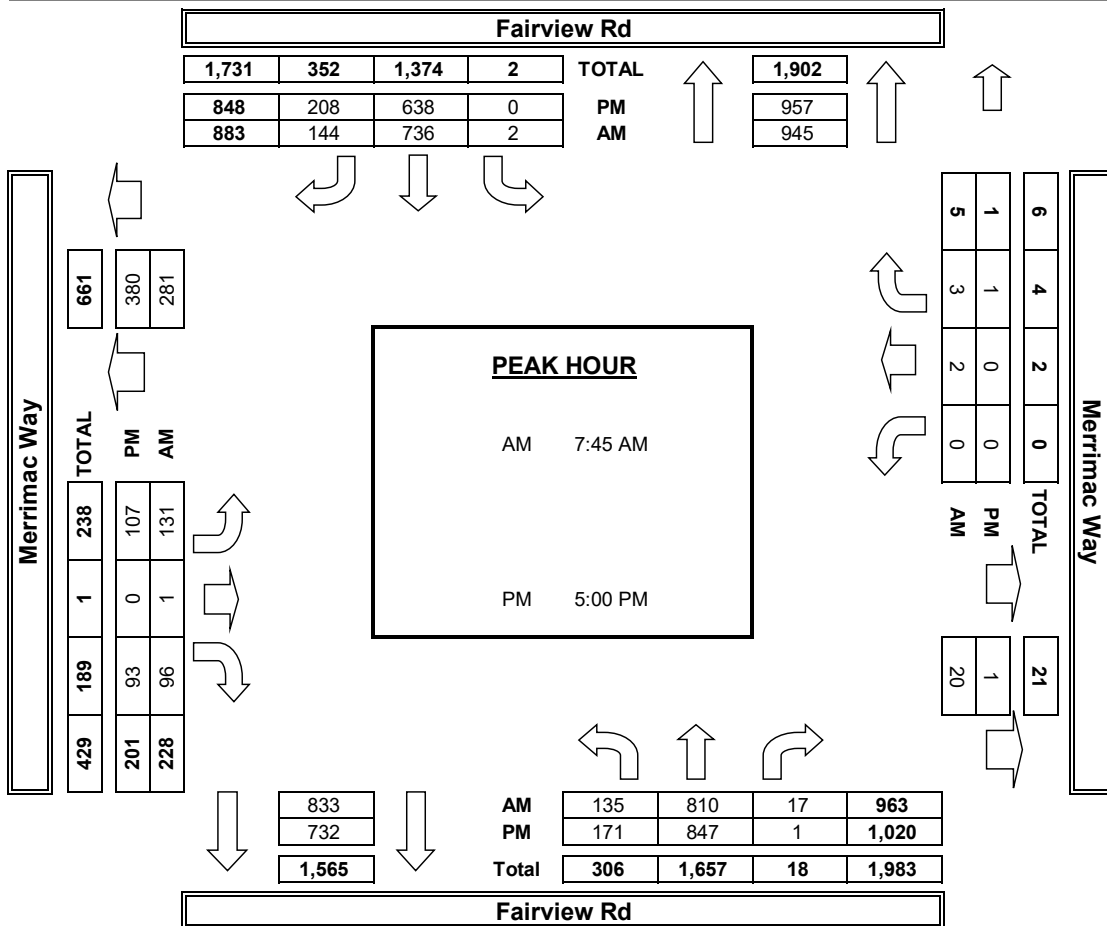 Fairview Rd
1,731 352 1,374 2 TOTAL 1,902
848 208 638 0 PM 957
883 144 736 2 AM 945
Merrimac Way
661
380
281
TOTAL
PM
AM
238 1 189 429
107 0 93 201
131 1 96 228
PEAK HOUR
AM 7:45 AM
PM 5:00 PM
6 4 2 0 TOTAL
1 1 0 0 PM
5 3 2 0 AM
21
1
20
Merrimac Way
833 AM 135 810 17 963
732 PM 171 847 1 1,020
1,565 Total 306 1,657 18 1,983
Fairview Rd